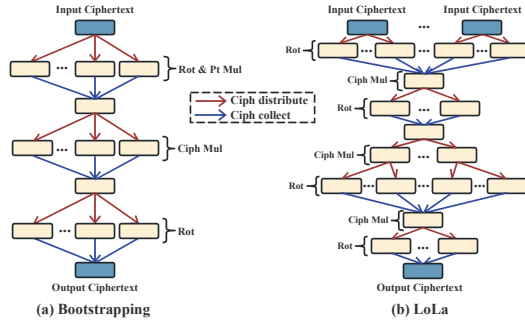 Input Ciphertext
...
Rot & Pt Mul
...
Ciph Mul
...
Rot
Output Ciphertext
(a) Bootstrapping
Ciph distribute
Ciph collect
Input Ciphertext
...
Input Ciphertext
Rot
...
...
...
Ciph Mul
Rot
...
Ciph Mul
...
Rot
...
...
...
Ciph Mul
Rot
...
Output Ciphertext
(b) LoLa